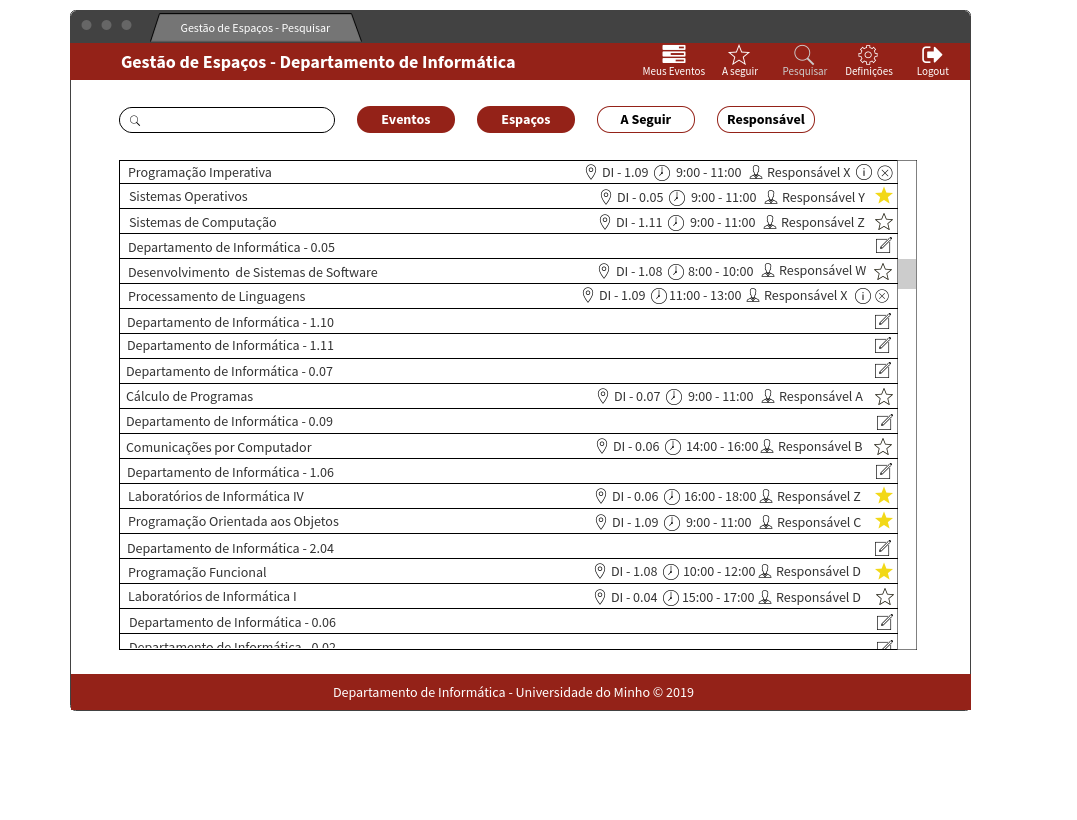 Gestão de Espaços - Pesquisar
Gestão de Espaços - Departamento de Informática
Meus Eventos A seguir Pesquisar Definições Logout
Eventos Espaços A Seguir Responsável
Programação Imperativa DI - 1.09 9:00 - 11:00 Responsável X
Sistemas Operativos DI - 0.05 9:00 - 11:00 Responsável Y
Sistemas de Computação DI - 1.11 9:00 - 11:00 Responsável Z
Departamento de Informática - 0.05
Desenvolvimento de Sistemas de Software DI - 1.08 8:00 - 10:00 Responsável W
Processamento de Linguagens DI - 1.09 11:00 - 13:00 Responsável X
Departamento de Informática - 1.10
Departamento de Informática - 1.11
Departamento de Informática - 0.07
Cálculo de Programas DI - 0.07 9:00 - 11:00 Responsável A
Departamento de Informática - 0.09
Comunicações por Computador DI - 0.06 14:00 - 16:00 Responsável B
Departamento de Informática - 1.06
Laboratórios de Informática IV DI - 0.06 16:00 - 18:00 Responsável Z
Programação Orientada aos Objetos DI - 1.09 9:00 - 11:00 Responsável C
Departamento de Informática - 2.04
Programação Funcional DI - 1.08 10:00 - 12:00 Responsável D
Laboratórios de Informática I DI - 0.04 15:00 - 17:00 Responsável D
Departamento de Informática - 0.06
Departamento de Informática - 0.02
Departamento de Informática - Universidade do Minho © 2019